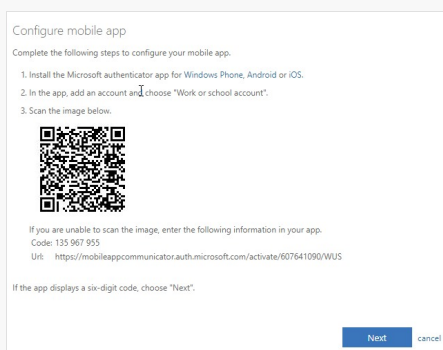 Configure mobile app
Complete the following steps to configure your mobile app.
1. Install the Microsoft authenticator app for Windows Phone, Android or iOS.
2. In the app, add an account and choose "Work or school account".
3. Scan the image below.
If you are unable to scan the image, enter the following information in your app.
Code: 135 967 955
Url: https://mobileappcommunicator.auth.microsoft.com/activate/607641090/WUS
If the app displays a six-digit code, choose "Next".
Next cancel